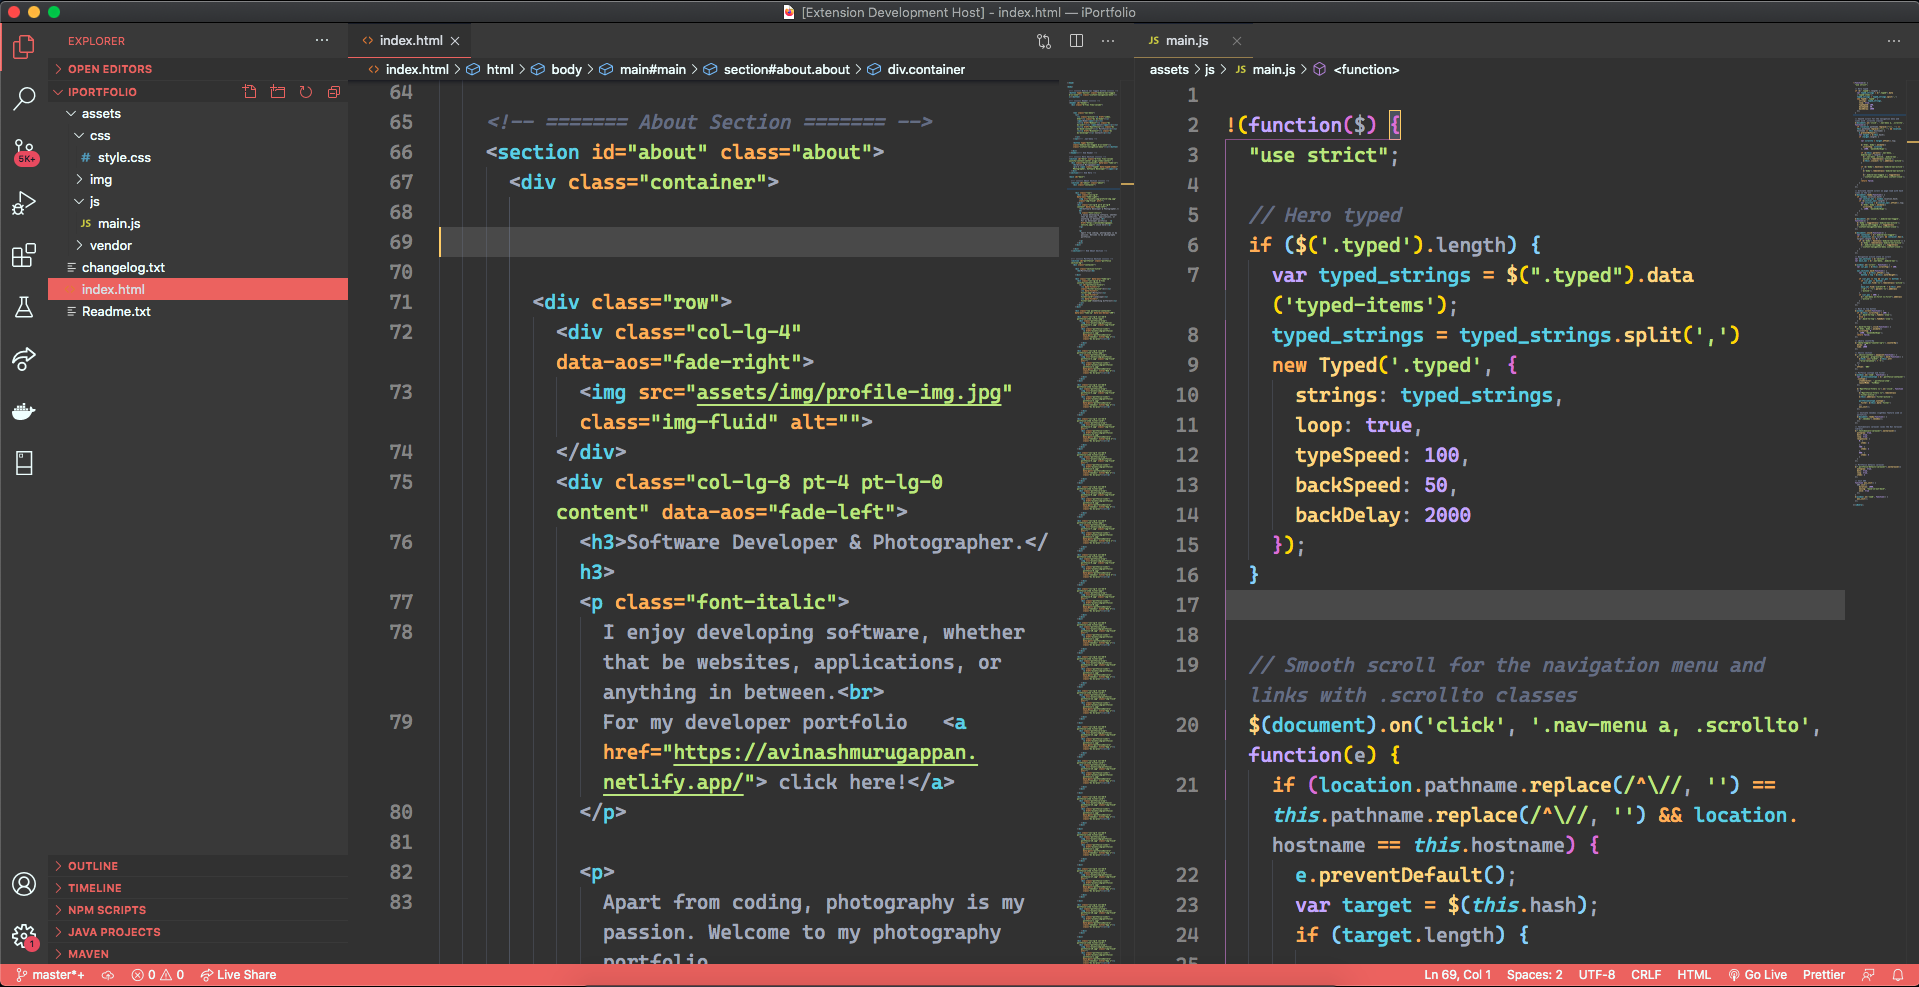 [Extension Development Host] - index.html — iPortfolio
EXPLORER
OPEN EDITORS
IPORTFOLIO
assets
css
# style.css
img
js
JS main.js
vendor
changelog.txt
index.html
Readme.txt
OUTLINE
TIMELINE
NPM SCRIPTS
JAVA PROJECTS
MAVEN
5K+
1
<> index.html ×
<> index.html > html > body > main#main > section#about.about > div.container
64
65 <!-- ======= About Section ======= -->
66 <section id="about" class="about">
67 <div class="container">
68
69
70
71 <div class="row">
72 <div class="col-lg-4"
data-aos="fade-right">
73 <img src="assets/img/profile-img.jpg"
class="img-fluid" alt="">
74 </div>
75 <div class="col-lg-8 pt-4 pt-lg-0
content" data-aos="fade-left">
76 <h3>Software Developer & Photographer.</
h3>
77 <p class="font-italic">
78 I enjoy developing software, whether
that be websites, applications, or
anything in between.<br>
79 For my developer portfolio <a
href="https://avinashmurugappan.
netlify.app/"> click here!</a>
80 </p>
81
82 <p>
83 Apart from coding, photography is my
passion. Welcome to my photography
portfolio
JS main.js ×
assets > js > JS main.js > <function>
1
2 !(function($) {
3 "use strict";
4
5 // Hero typed
6 if ($('.typed').length) {
7 var typed_strings = $(".typed").data
('typed-items');
8 typed_strings = typed_strings.split(',')
9 new Typed('.typed', {
10 strings: typed_strings,
11 loop: true,
12 typeSpeed: 100,
13 backSpeed: 50,
14 backDelay: 2000
15 });
16 }
17
18
19 // Smooth scroll for the navigation menu and
links with .scrollto classes
20 $(document).on('click', '.nav-menu a, .scrollto',
function(e) {
21 if (location.pathname.replace(/^\//, '') ==
this.pathname.replace(/^\//, '') && location.
hostname == this.hostname) {
22 e.preventDefault();
23 var target = $(this.hash);
24 if (target.length) {
25
master*+ 0 0 Live Share
Ln 69, Col 1 Spaces: 2 UTF-8 CRLF HTML Go Live Prettier